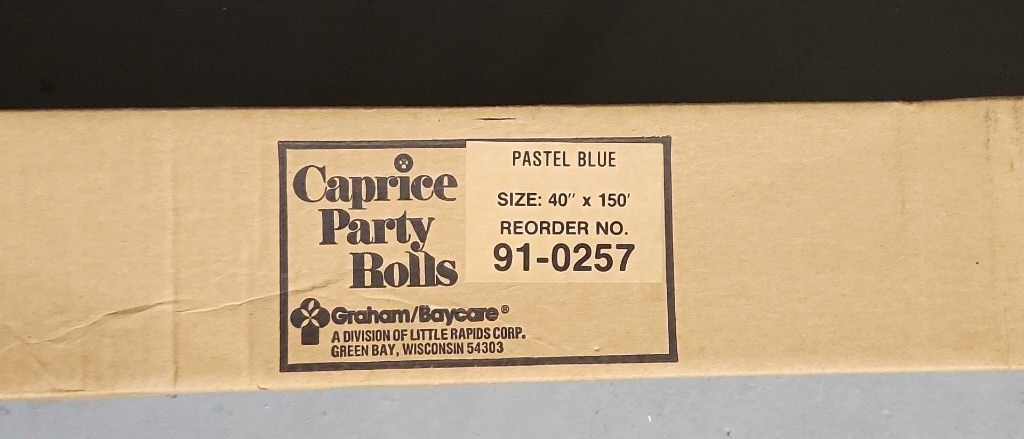 Caprice
Party
Rolls
PASTEL BLUE
SIZE: 40" x 150'
REORDER NO.
91-0257
Graham/Baycare®
A DIVISION OF LITTLE RAPIDS CORP.
GREEN BAY, WISCONSIN 54303